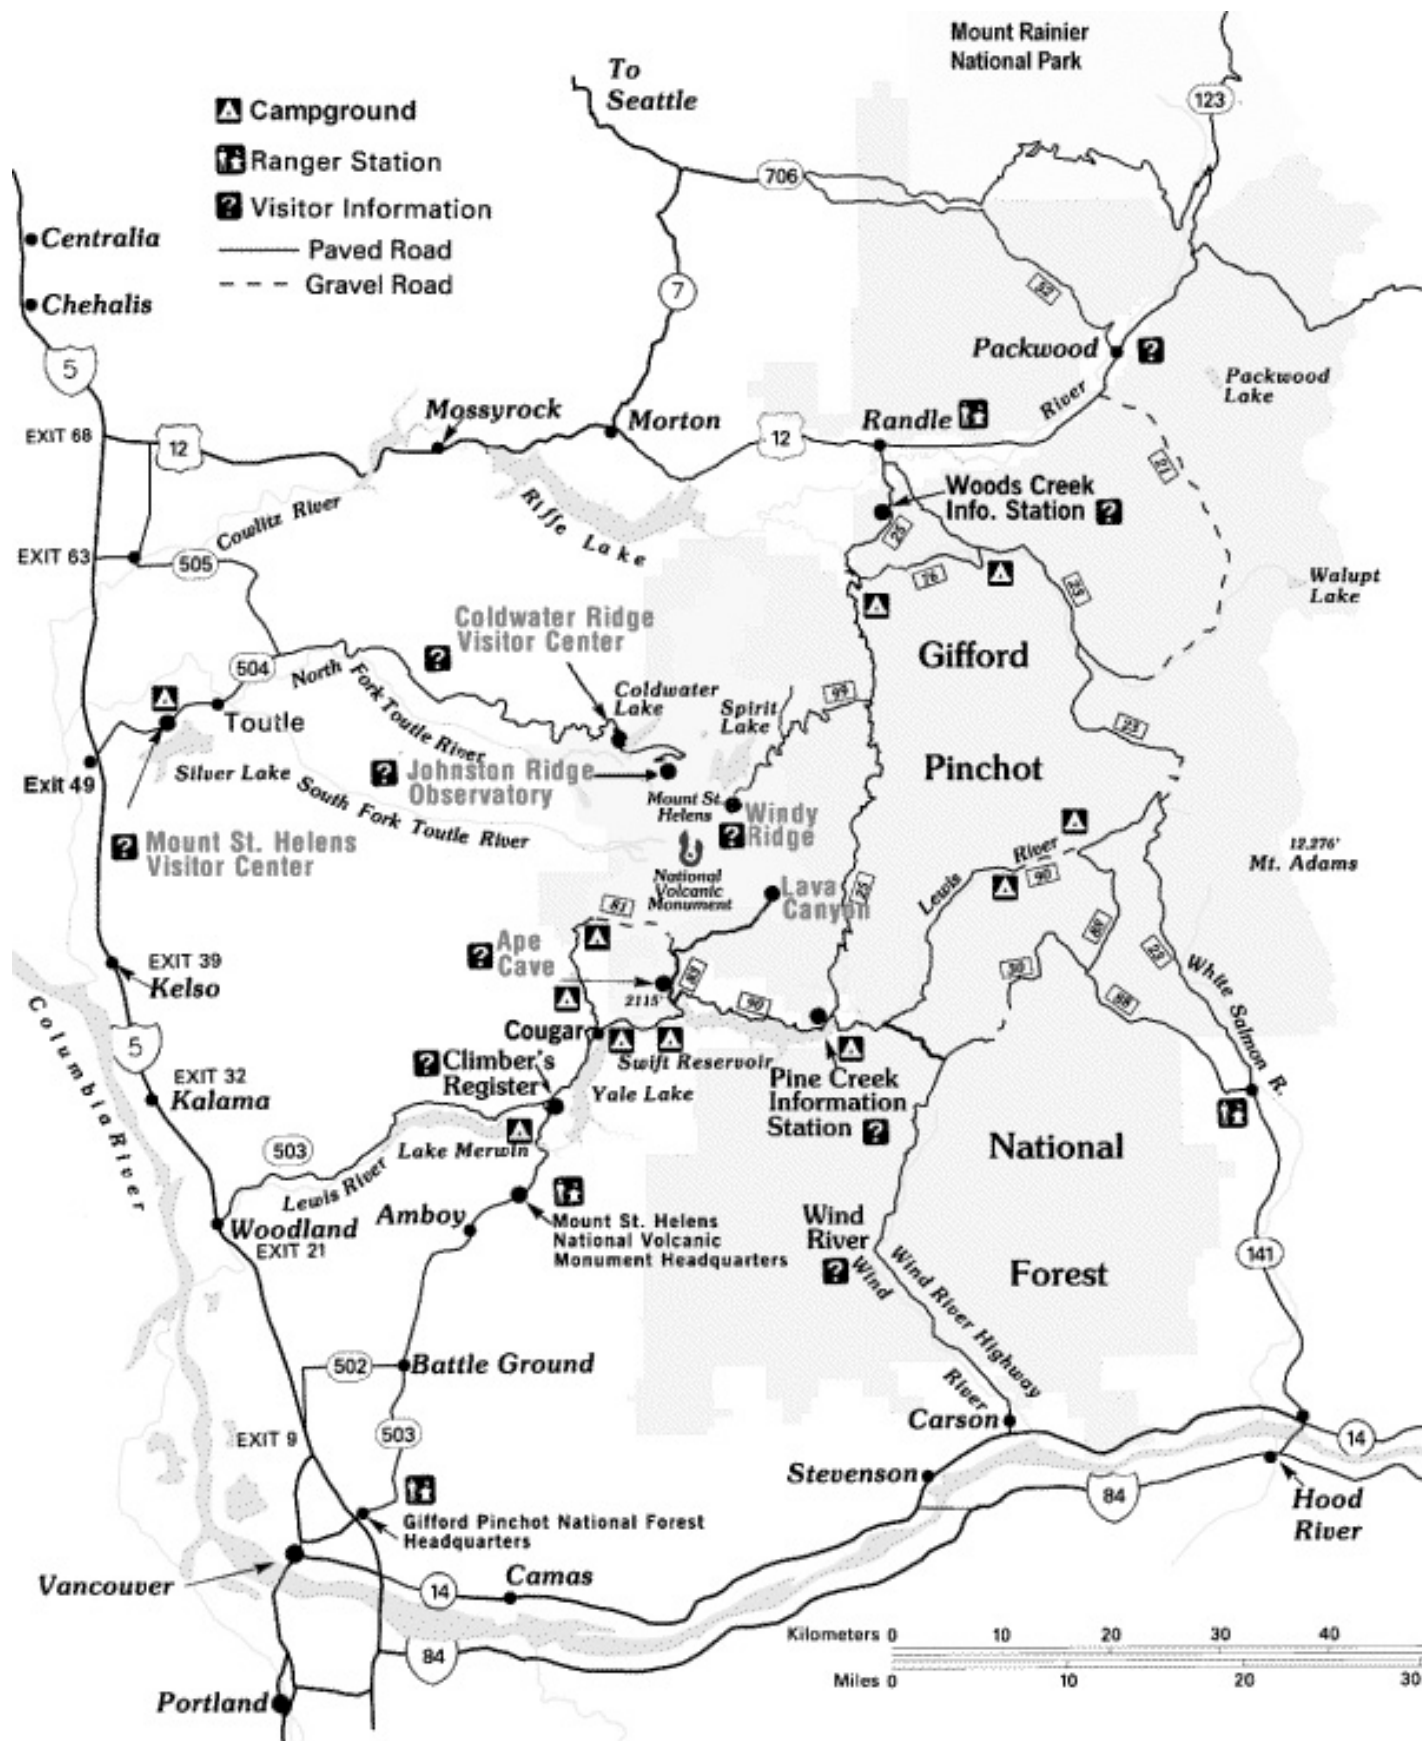 Mount Rainier
National Park
To
Seattle
123
Campground
Ranger Station
Visitor Information
Paved Road
Gravel Road
706
Centralia
Chehalis
7
52
5
Packwood
Packwood
Lake
River
Mossyrock
Morton
Randle
EXIT 68
12
12
21
Woods Creek
Info. Station
Cowlitz River
Riffe Lake
25
EXIT 63
505
26
23
Walupt
Lake
Coldwater Ridge
Visitor Center
Gifford
504
North
Fork Toutle River
Coldwater
Lake
Spirit
Lake
99
Toutle
23
Silver Lake
Johnston Ridge
Observatory
Pinchot
Exit 49
South Fork Toutle River
Mount St.
Helens
Windy
Ridge
Mount St. Helens
Visitor Center
River
12,276'
Mt. Adams
National
Volcanic
Monument
Lava
Canyon
25
Lewis
90
81
88
Ape
Cave
EXIT 39
Kelso
83
2115'
90
30
23
White Salmon R.
88
Columbia River
5
Cougar
Climber's
Register
Swift Reservoir
Yale Lake
EXIT 32
Kalama
Pine Creek
Information
Station
503
Lake Merwin
Lewis River
National
Woodland
EXIT 21
Amboy
Mount St. Helens
National Volcanic
Monument Headquarters
Wind
River
Wind
Wind River Highway
141
Forest
502
Battle Ground
River
Carson
EXIT 9
503
14
Stevenson
84
Hood
River
Gifford Pinchot National Forest
Headquarters
Vancouver
14
Camas
84
Kilometers 0 10 20 30 40
Miles 0 10 20 30
Portland